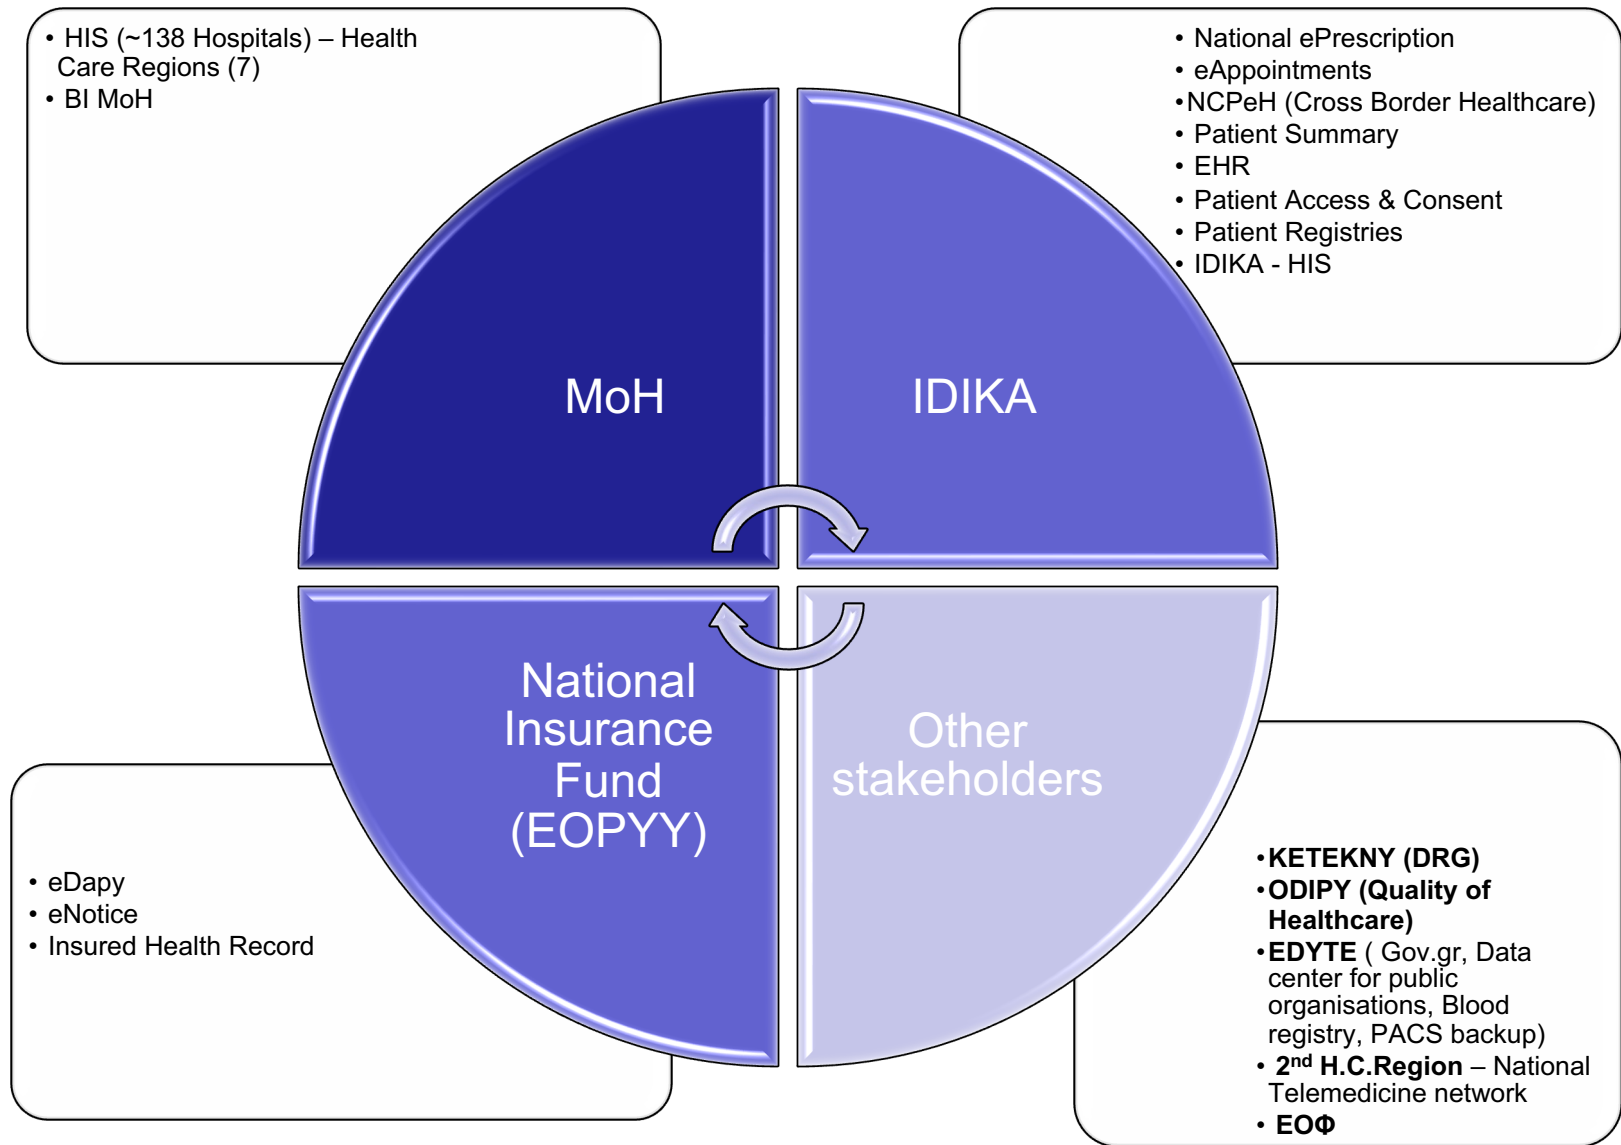 • HIS (~138 Hospitals) – Health
Care Regions (7)
• BI MoH
• National ePrescription
• eAppointments
•NCPeH (Cross Border Healthcare)
• Patient Summary
• EHR
• Patient Access & Consent
• Patient Registries
• IDIKA - HIS
MoH
IDIKA
National
Insurance
Fund
(EOPYY)
Other
stakeholders
• eDapy
• eNotice
• Insured Health Record
•KETEKNY (DRG)
•ODIPY (Quality of
Healthcare)
•EDYTE ( Gov.gr, Data
center for public
organisations, Blood
registry, PACS backup)
• 2nd H.C.Region – National
Telemedicine network
• ΕΟΦ